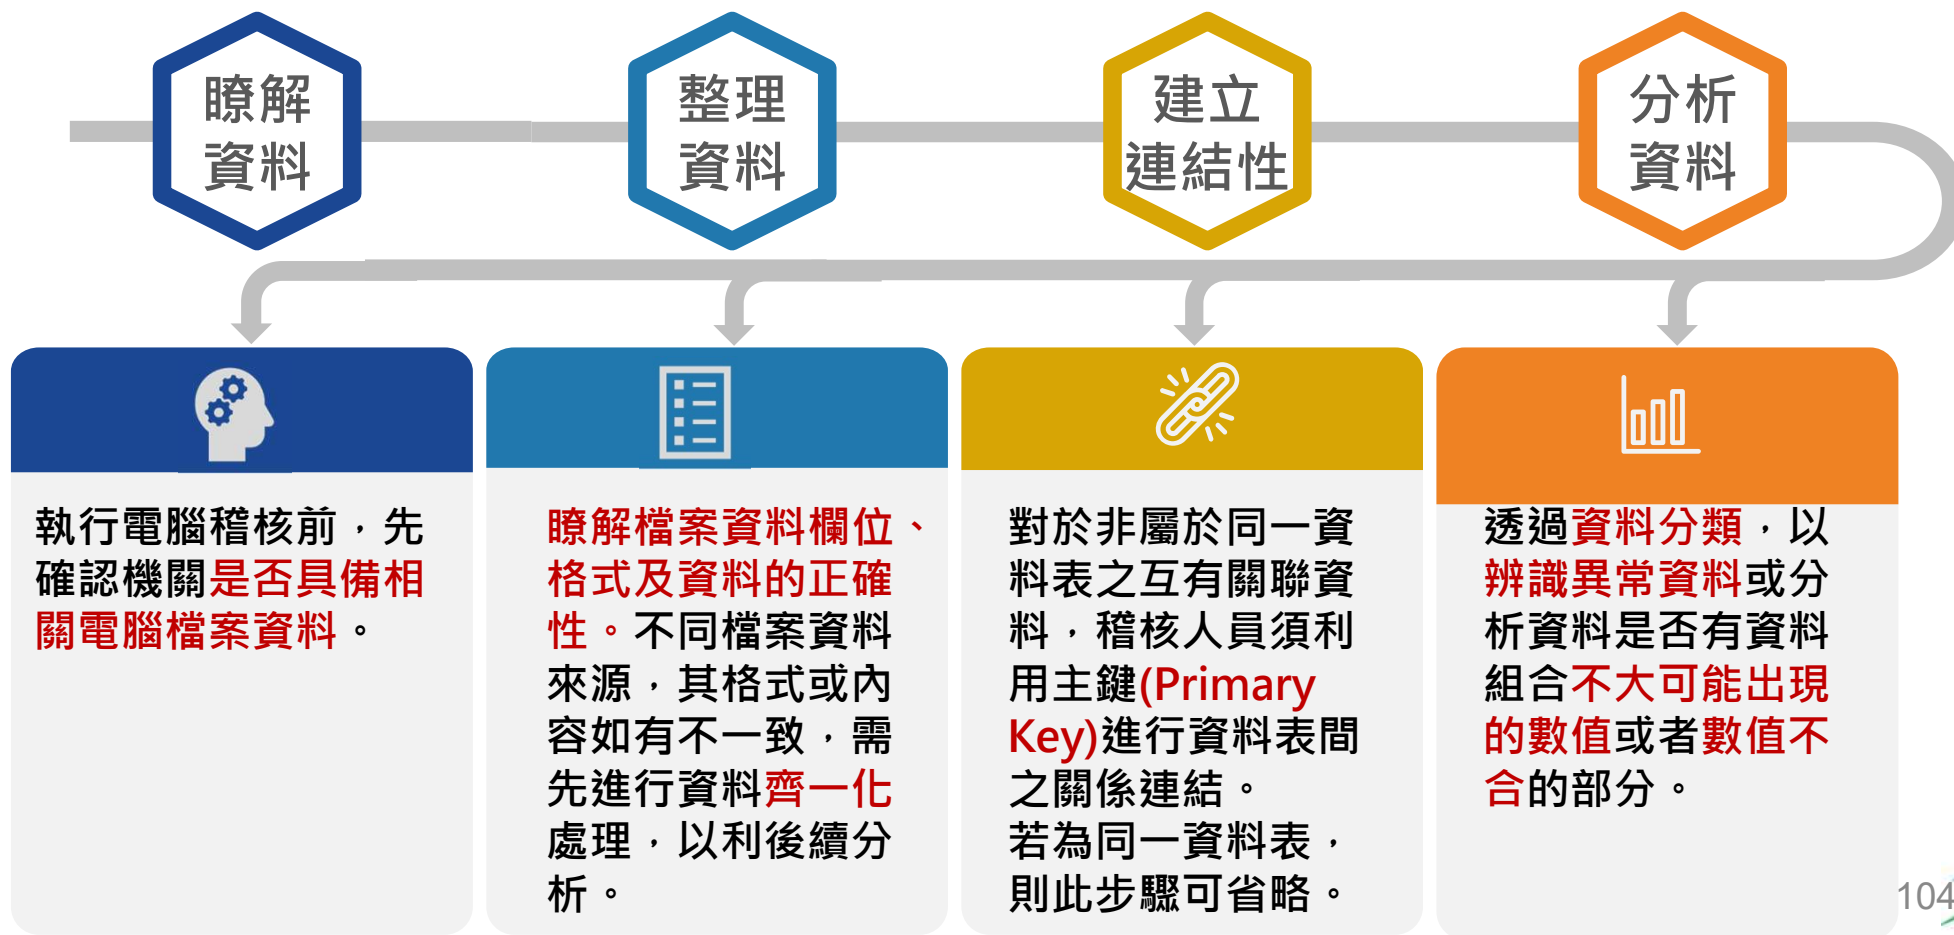 瞭解
資料
整理
資料
建立
連結性
分析
資料
執行電腦稽核前，先
確認機關是否具備相
關電腦檔案資料。
瞭解檔案資料欄位、
格式及資料的正確
性。不同檔案資料
來源，其格式或內
容如有不一致，需
先進行資料齊一化
處理，以利後續分
析。
對於非屬於同一資
料表之互有關聯資
料，稽核人員須利
用主鍵(Primary
Key)進行資料表間
之關係連結。
若為同一資料表，
則此步驟可省略。
透過資料分類，以
辨識異常資料或分
析資料是否有資料
組合不大可能出現
的數值或者數值不
合的部分。
104